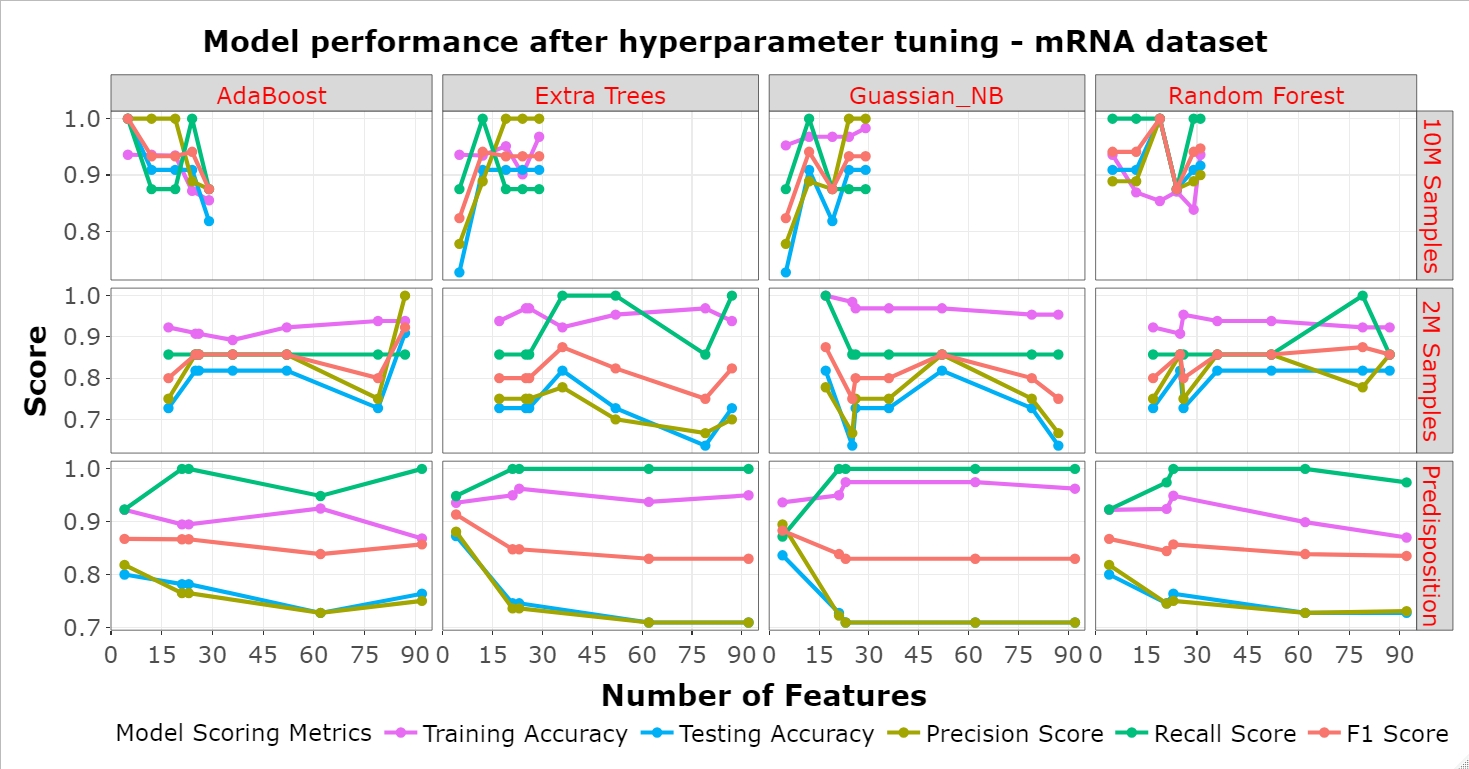 Model performance after hyperparameter tuning - mRNA dataset
AdaBoost
Extra Trees
Guassian_NB
Random Forest
1.0
0.9
0.8
10M Samples
1.0
0.9
0.8
0.7
2M Samples
1.0
0.9
0.8
0.7
Predisposition
Score
0 15 30 45 60 75 90
0 15 30 45 60 75 90
0 15 30 45 60 75 90
0 15 30 45 60 75 90
Number of Features
Model Scoring Metrics Training Accuracy Testing Accuracy Precision Score Recall Score F1 Score